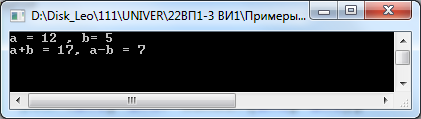 D:\Disk_Leo\111\UNIVER\22ВП1-3 ВИ1\Примеры...
a = 12 , b= 5
a+b = 17, a-b = 7